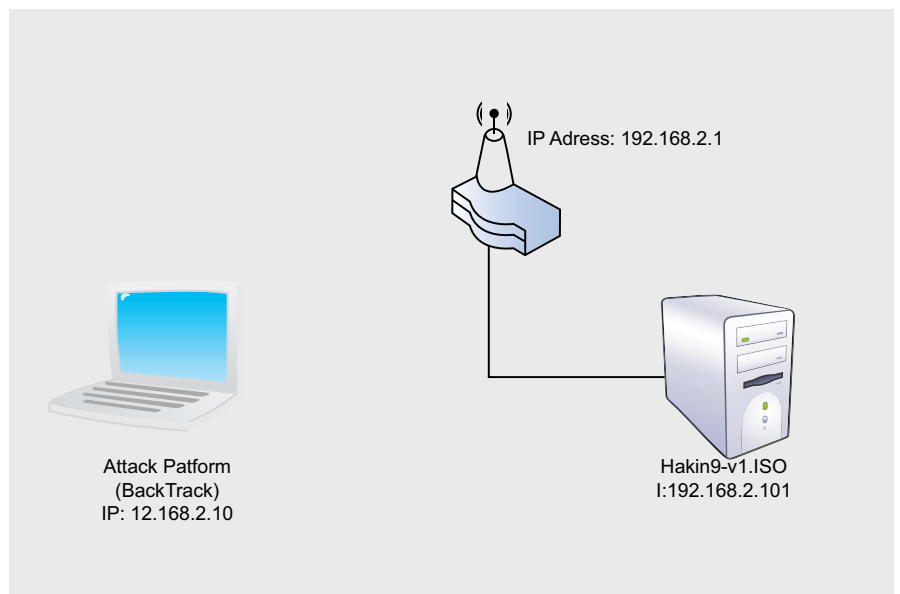 IP Adress: 192.168.2.1
Attack Patform
(BackTrack)
IP: 12.168.2.10
Hakin9-v1.ISO
I:192.168.2.101